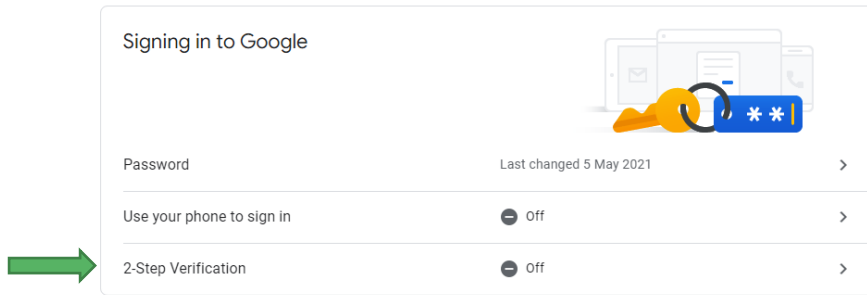 Signing in to Google
**
Password Last changed 5 May 2021
Use your phone to sign in Off
2-Step Verification Off